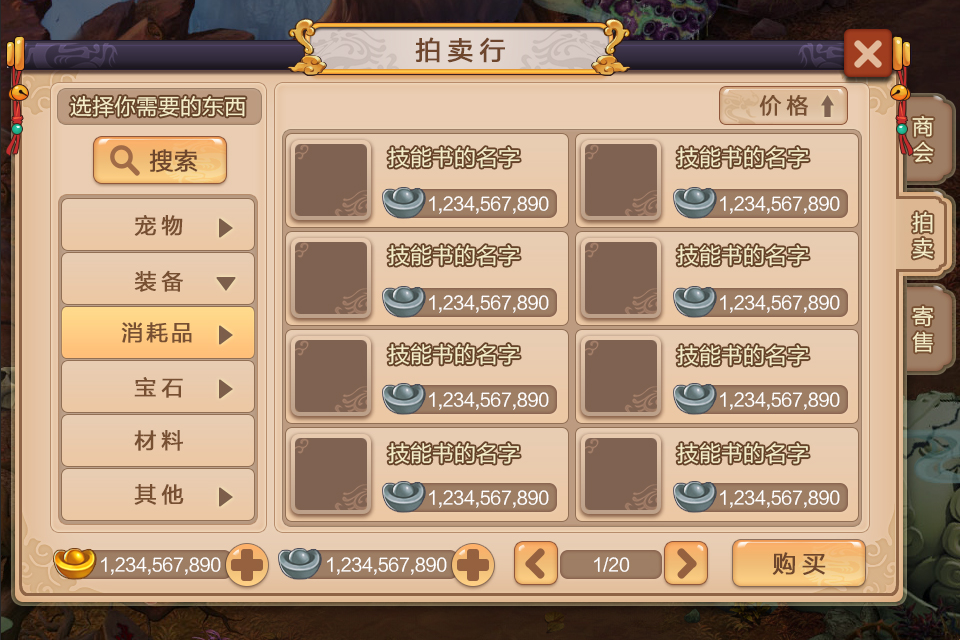 拍卖行
选择你需要的东西
价格
搜索
宠物
装备
消耗品
宝石
材料
其他
技能书的名字
1,234,567,890
技能书的名字
1,234,567,890
技能书的名字
1,234,567,890
技能书的名字
1,234,567,890
技能书的名字
1,234,567,890
技能书的名字
1,234,567,890
技能书的名字
1,234,567,890
技能书的名字
1,234,567,890
商会
拍卖
寄售
1,234,567,890
1,234,567,890
1/20
购买